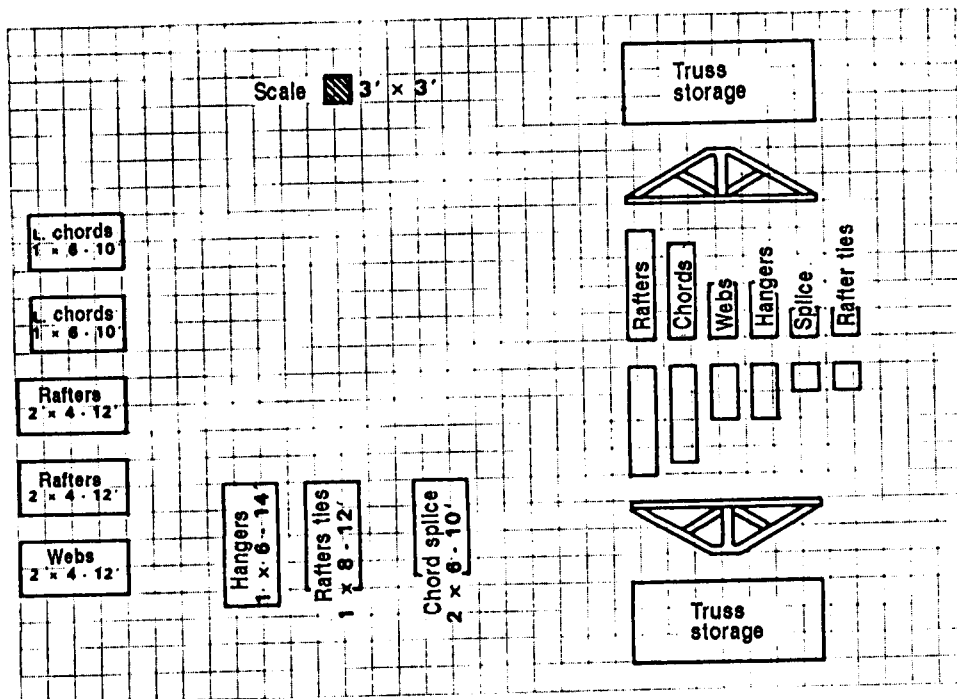 Scale 3' × 3'
Truss
storage
L. chords
1 × 6 - 10'
L. chords
1 × 6 - 10'
Rafters
2 × 4 - 12'
Rafters
2 × 4 - 12'
Webs
2 × 4 - 12'
Hangers
1 × 6 - 14'
Rafters ties
1 × 8 - 12'
Chord splice
2 × 6 - 10'
Rafters
Chords
Webs
Hangers
Splice
Rafter ties
Truss
storage